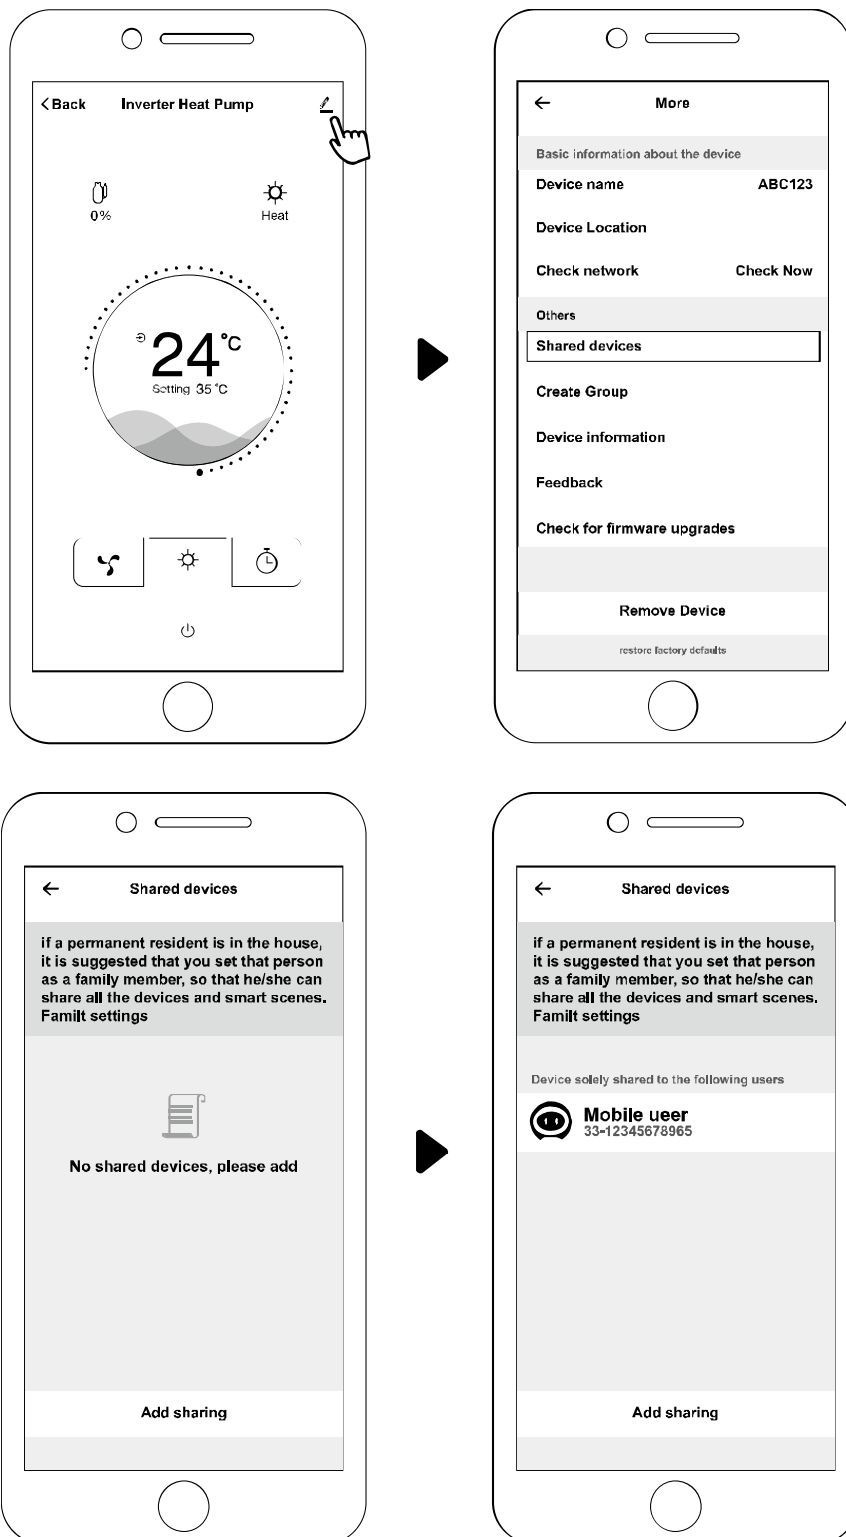 < Back Inverter Heat Pump
0%
Heat
24°C
Setting 35 °C
More
Basic information about the device
Device name ABC123
Device Location
Check network Check Now
Others
Shared devices
Create Group
Device information
Feedback
Check for firmware upgrades
Remove Device
restore factory defaults
Shared devices
if a permanent resident is in the house,
it is suggested that you set that person
as a family member, so that he/she can
share all the devices and smart scenes.
Familt settings
No shared devices, please add
Add sharing
Shared devices
if a permanent resident is in the house,
it is suggested that you set that person
as a family member, so that he/she can
share all the devices and smart scenes.
Familt settings
Device solely shared to the following users
Mobile ueer
33-12345678965
Add sharing